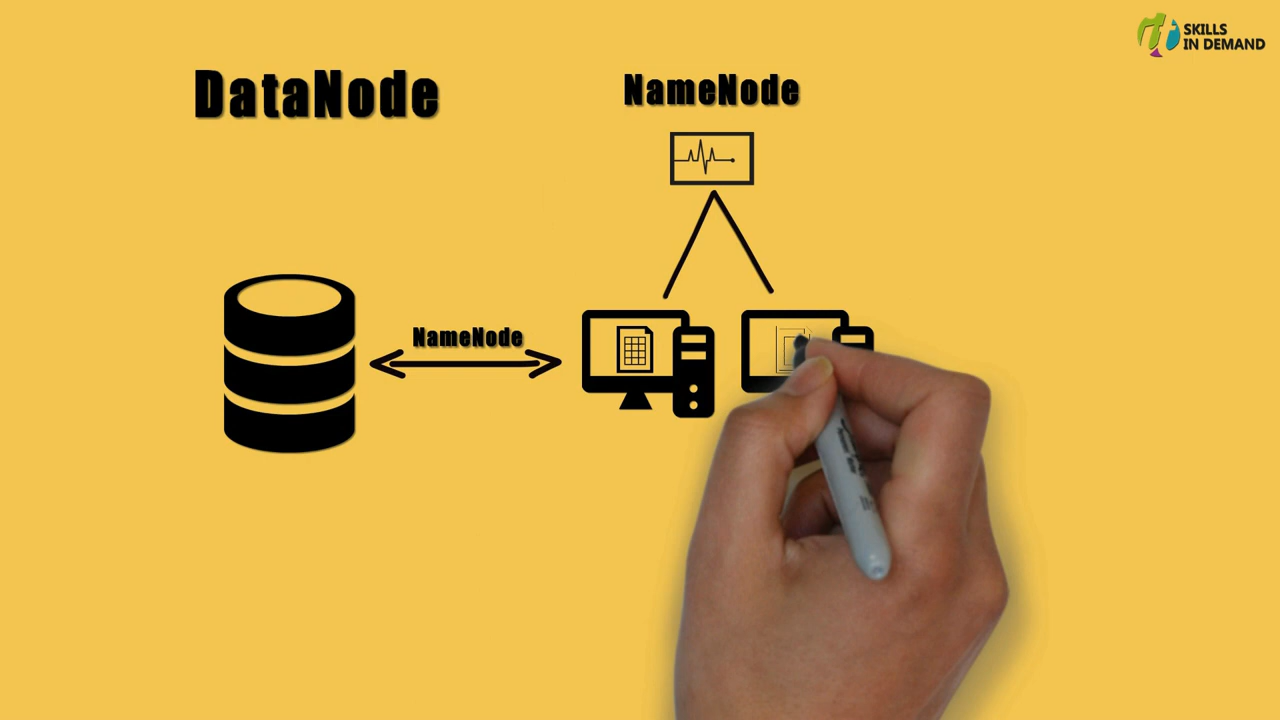 SKILLS
IN DEMAND
DataNode
NameNode
NameNode